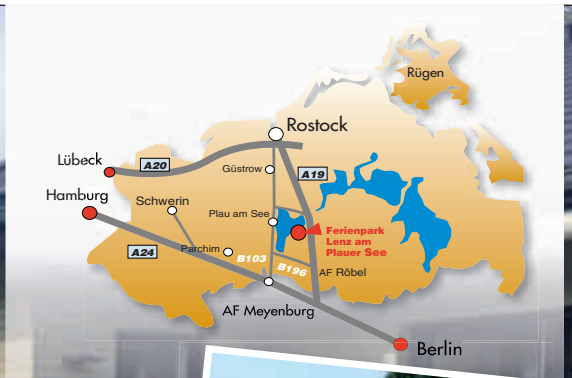 Rügen
Rostock
Lübeck
A20
Güstrow
A19
Hamburg
Schwerin
Plau am See
Ferienpark
Lenz am
Plauer See
Parchim
A24
B103
B196
AF Röbel
AF Meyenburg
Berlin